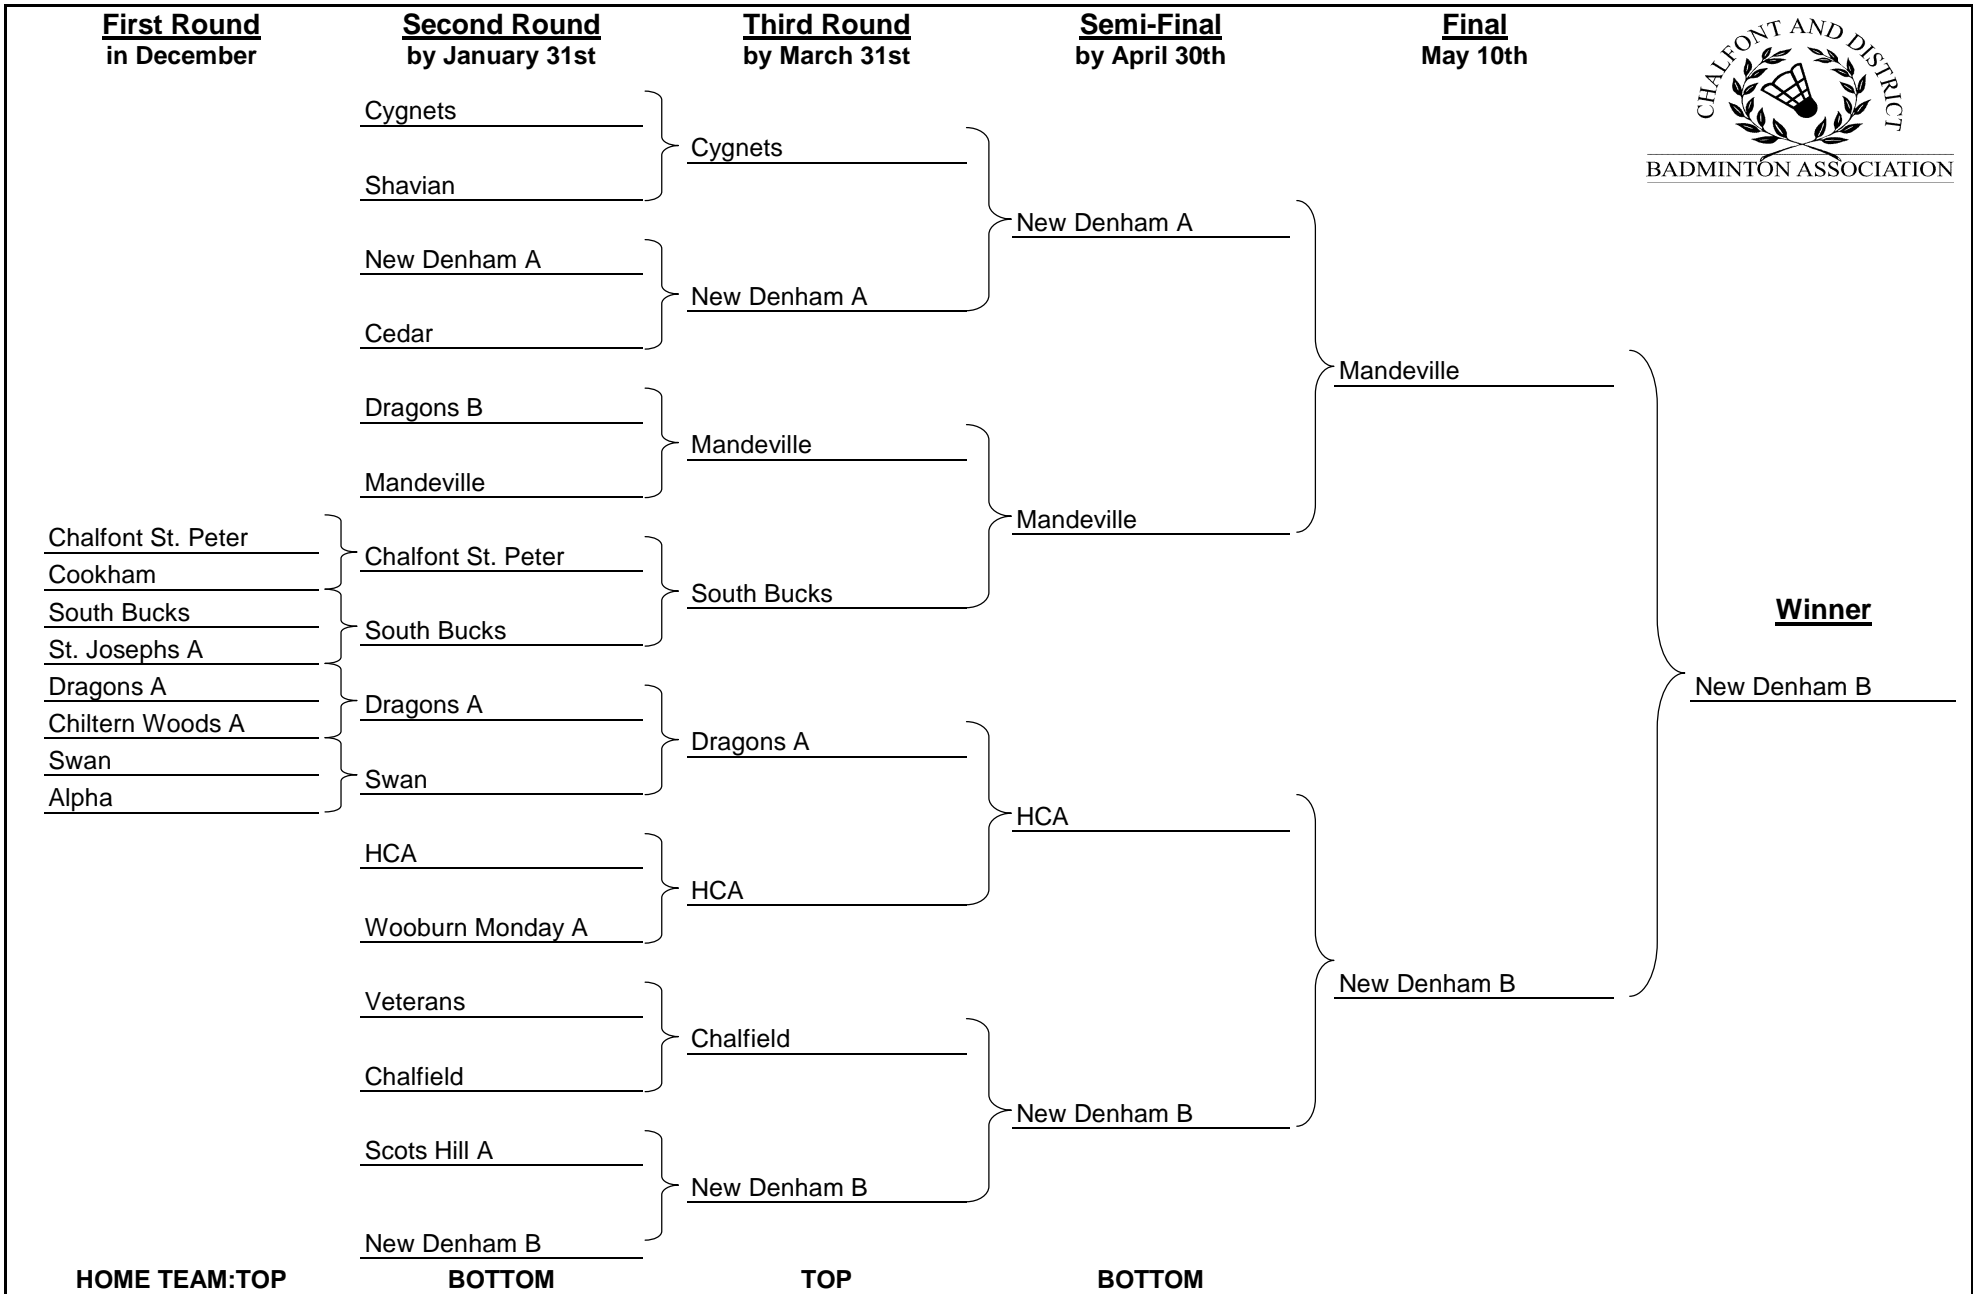 First Round
in December
Second Round
by January 31st
Third Round
by March 31st
Semi-Final
by April 30th
Final
May 10th
CHALFONT AND DISTRICT
BADMINTON ASSOCIATION
Cygnets
Shavian
New Denham A
Cedar
Dragons B
Mandeville
Chalfont St. Peter
Cookham
South Bucks
St. Josephs A
Dragons A
Chiltern Woods A
Swan
Alpha
Chalfont St. Peter
South Bucks
Dragons A
Swan
HCA
Wooburn Monday A
Veterans
Chalfield
Scots Hill A
New Denham B
Cygnets
New Denham A
Mandeville
South Bucks
Dragons A
HCA
Chalfield
New Denham B
New Denham A
Mandeville
HCA
New Denham B
Mandeville
New Denham B
Winner
New Denham B
HOME TEAM:TOP
BOTTOM
TOP
BOTTOM